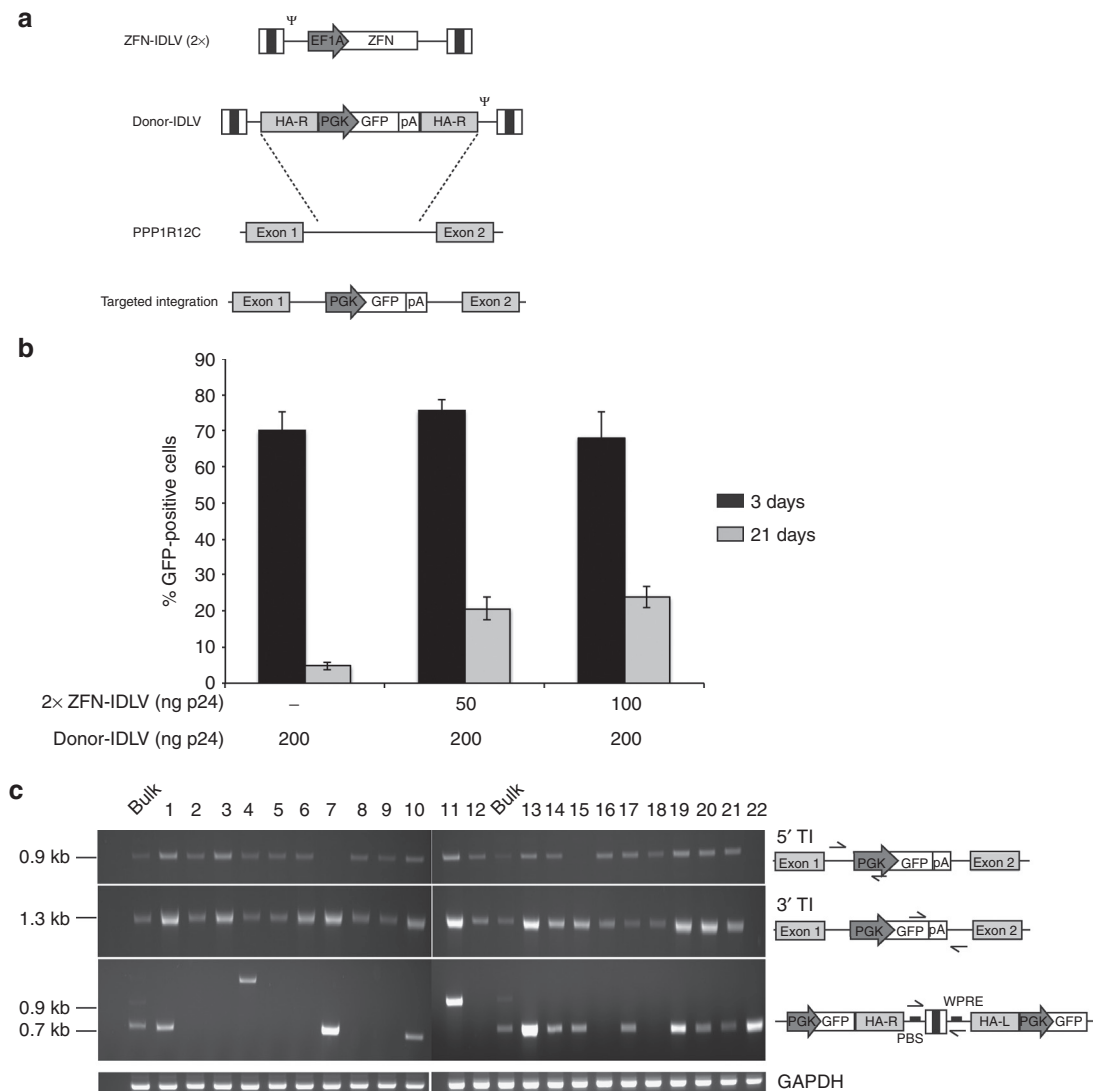 a
Ψ
ZFN-IDLV (2×)
EF1A ZFN
Ψ
Donor-IDLV
HA-R PGK GFP pA HA-R
PPP1R12C
Exon 1 Exon 2
Targeted integration
Exon 1 PGK GFP pA Exon 2
b
90
80
70
60
50
40
30
20
10
0
% GFP-positive cells
3 days
21 days
2× ZFN-IDLV (ng p24) – 50 100
Donor-IDLV (ng p24) 200 200 200
c
Bulk 1 2 3 4 5 6 7 8 9 10 11 12 Bulk 13 14 15 16 17 18 19 20 21 22
0.9 kb
5′ TI
Exon 1 PGK GFP pA Exon 2
1.3 kb
3′ TI
Exon 1 PGK GFP pA Exon 2
0.9 kb
0.7 kb
WPRE
PGK GFP HA-R HA-L PGK GFP
PBS
GAPDH